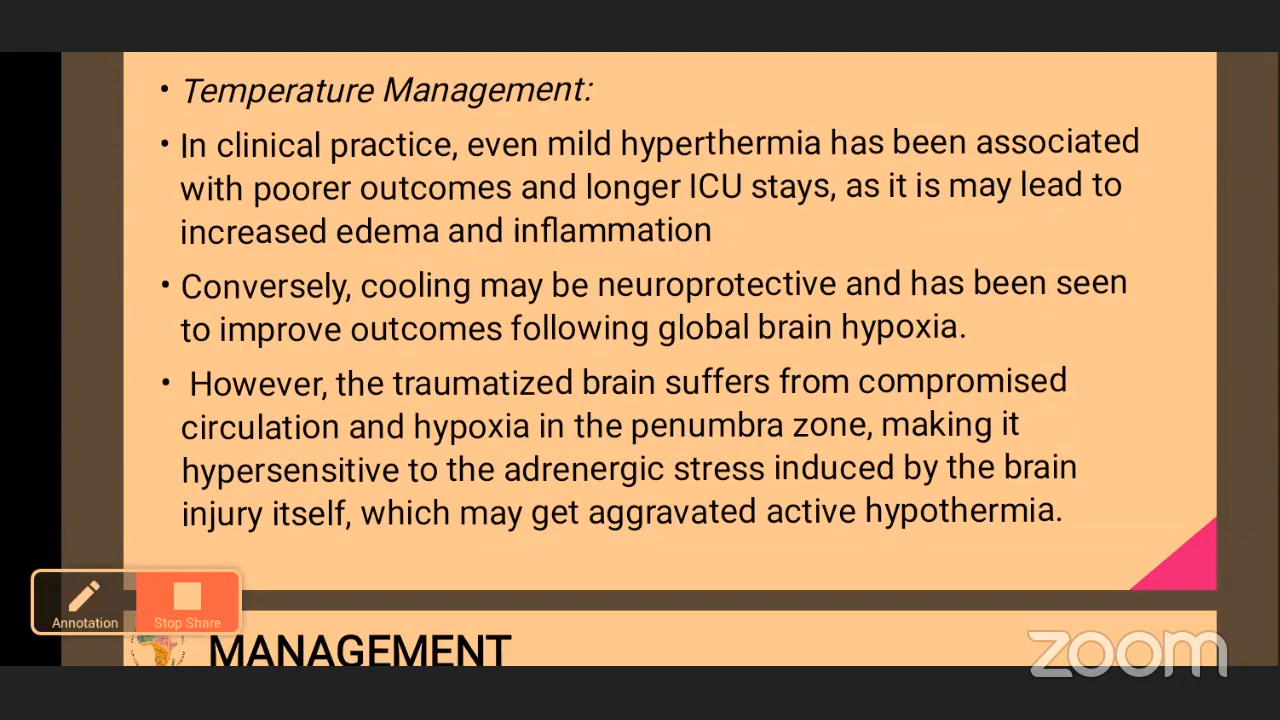 • Temperature Management:
• In clinical practice, even mild hyperthermia has been associated
with poorer outcomes and longer ICU stays, as it is may lead to
increased edema and inflammation
• Conversely, cooling may be neuroprotective and has been seen
to improve outcomes following global brain hypoxia.
• However, the traumatized brain suffers from compromised
circulation and hypoxia in the penumbra zone, making it
hypersensitive to the adrenergic stress induced by the brain
injury itself, which may get aggravated active hypothermia.
Annotation Stop Share
MANAGEMENT
zoom